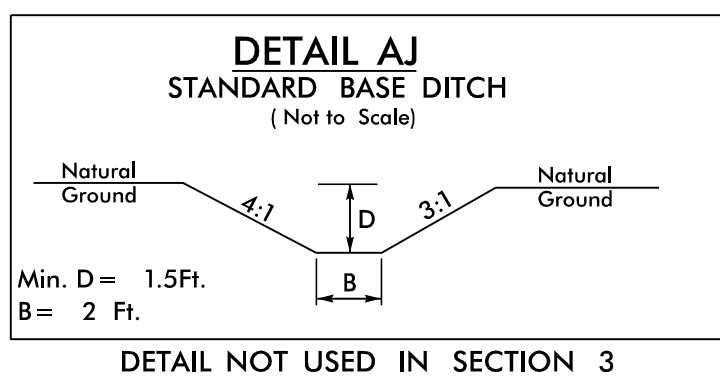 DETAIL AJ
STANDARD BASE DITCH
( Not to Scale)
Natural
Ground
4:1
D
3:1
Natural
Ground
Min. D = 1.5Ft.
B
B = 2 Ft.
DETAIL NOT USED IN SECTION 3